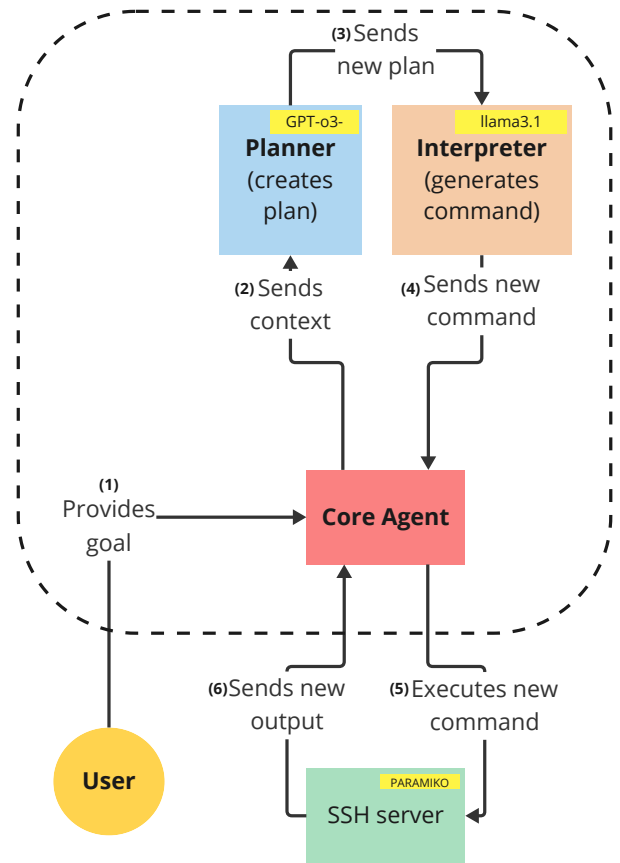 (3) Sends
new plan
GPT-o3-
Planner
(creates
plan)
llama3.1
Interpreter
(generates
command)
(2) Sends
context
(4) Sends new
command
(1)
Provides
goal
Core Agent
(6) Sends new
output
(5) Executes new
command
User
PARAMIKO
SSH server